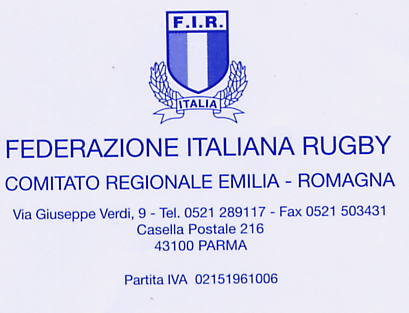 F.I.R.
ITALIA
FEDERAZIONE ITALIANA RUGBY
COMITATO REGIONALE EMILIA - ROMAGNA
Via Giuseppe Verdi, 9 - Tel. 0521 289117 - Fax 0521 503431
Casella Postale 216
43100 PARMA
Partita IVA 02151961006